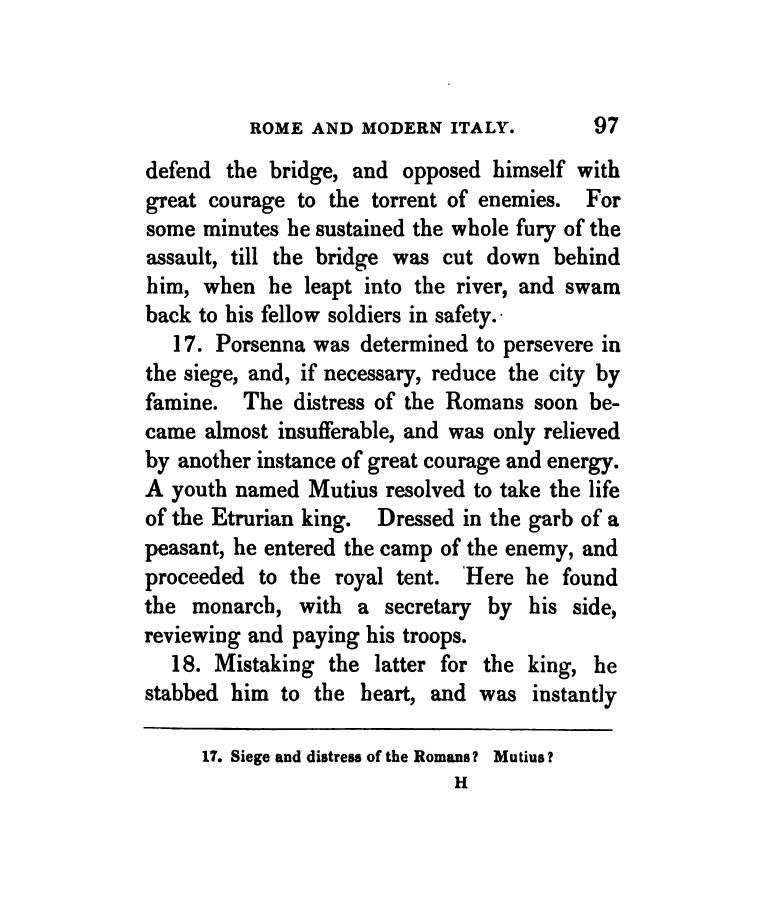 ROME AND MODERN ITALY. 97
defend the bridge, and opposed himself with
great courage to the torrent of enemies. For
some minutes he sustained the whole fury of the
assault, till the bridge was cut down behind
him, when he leapt into the river, and swam
back to his fellow soldiers in safety.
17. Porsenna was determined to persevere in
the siege, and, if necessary, reduce the city by
famine. The distress of the Romans soon be-
came almost insufferable, and was only relieved
by another instance of great courage and energy.
A youth named Mutius resolved to take the life
of the Etrurian king. Dressed in the garb of a
peasant, he entered the camp of the enemy, and
proceeded to the royal tent. Here he found
the monarch, with a secretary by his side,
reviewing and paying his troops.
18. Mistaking the latter for the king, he
stabbed him to the heart, and was instantly
17. Siege and distress of the Romans? Mutius?
H